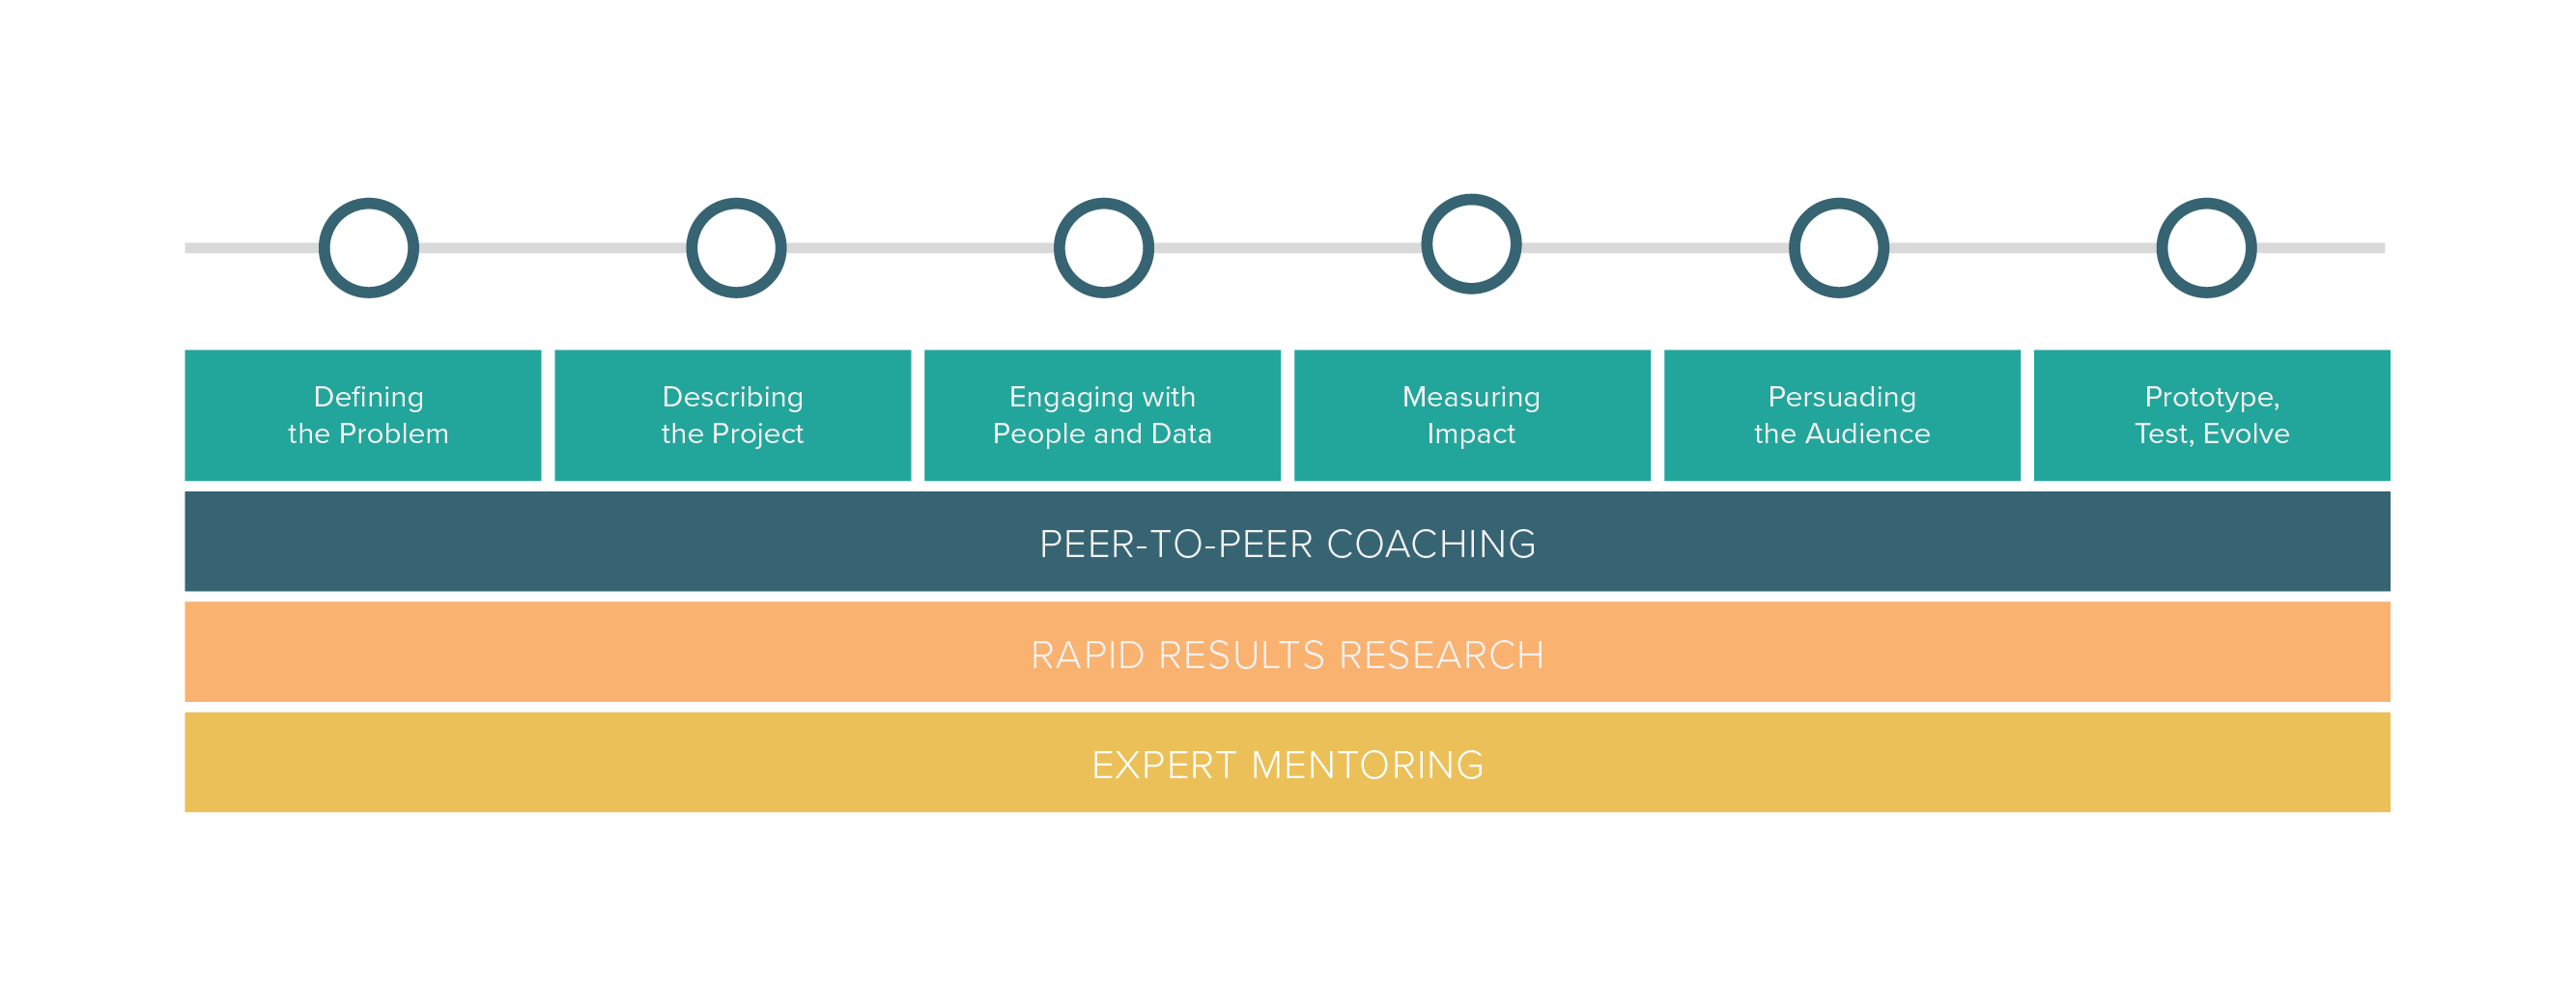 Defining
the Problem
Describing
the Project
Engaging with
People and Data
Measuring
Impact
Persuading
the Audience
Prototype,
Test, Evolve
PEER-TO-PEER COACHING
RAPID RESULTS RESEARCH
EXPERT MENTORING